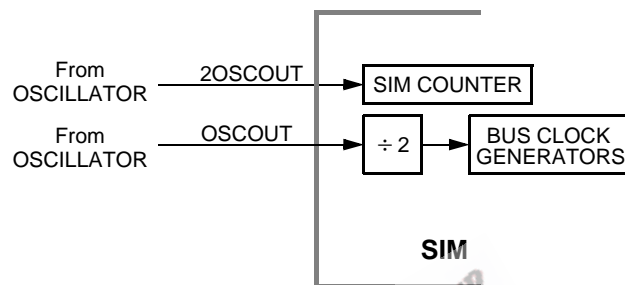 From
OSCILLATOR
2OSCOUT
SIM COUNTER
From
OSCILLATOR
OSCOUT
÷ 2
BUS CLOCK
GENERATORS
SIM